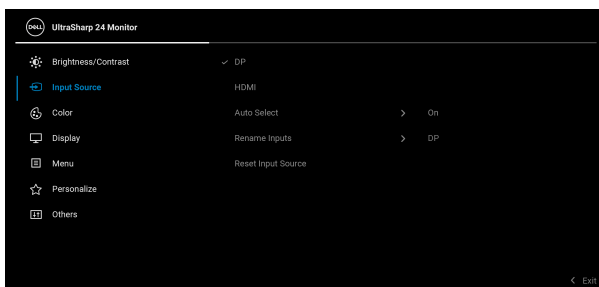 DELL UltraSharp 24 Monitor
Brightness/Contrast DP
Input Source HDMI
Color Auto Select On
Display Rename Inputs DP
Menu Reset Input Source
Personalize
Others
Exit